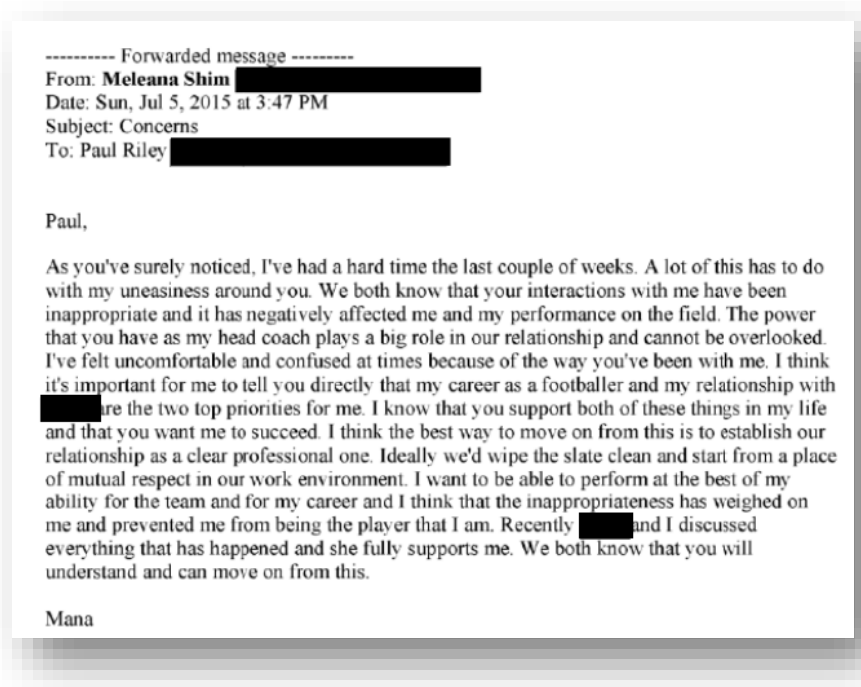 ---------- Forwarded message ---------
From: Meleana Shim
Date: Sun, Jul 5, 2015 at 3:47 PM
Subject: Concerns
To: Paul Riley
Paul,
As you've surely noticed, I've had a hard time the last couple of weeks. A lot of this has to do
with my uneasiness around you. We both know that your interactions with me have been
inappropriate and it has negatively affected me and my performance on the field. The power
that you have as my head coach plays a big role in our relationship and cannot be overlooked.
I've felt uncomfortable and confused at times because of the way you've been with me. I think
it's important for me to tell you directly that my career as a footballer and my relationship with
re the two top priorities for me. I know that you support both of these things in my life
and that you want me to succeed. I think the best way to move on from this is to establish our
relationship as a clear professional one. Ideally we'd wipe the slate clean and start from a place
of mutual respect in our work environment. I want to be able to perform at the best of my
ability for the team and for my career and I think that the inappropriateness has weighed on
me and prevented me from being the player that I am. Recently and I discussed
everything that has happened and she fully supports me. We both know that you will
understand and can move on from this.
Mana